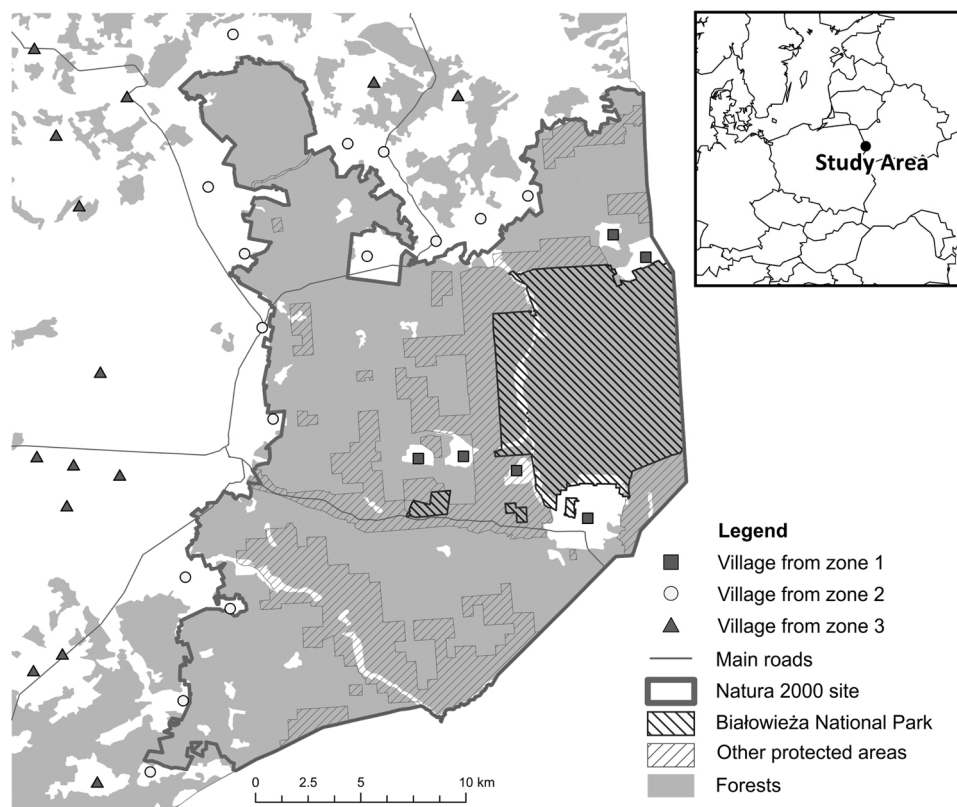 Study Area
Legend
Village from zone 1
Village from zone 2
Village from zone 3
Main roads
Natura 2000 site
Białowieża National Park
Other protected areas
Forests
0 2.5 5 10 km